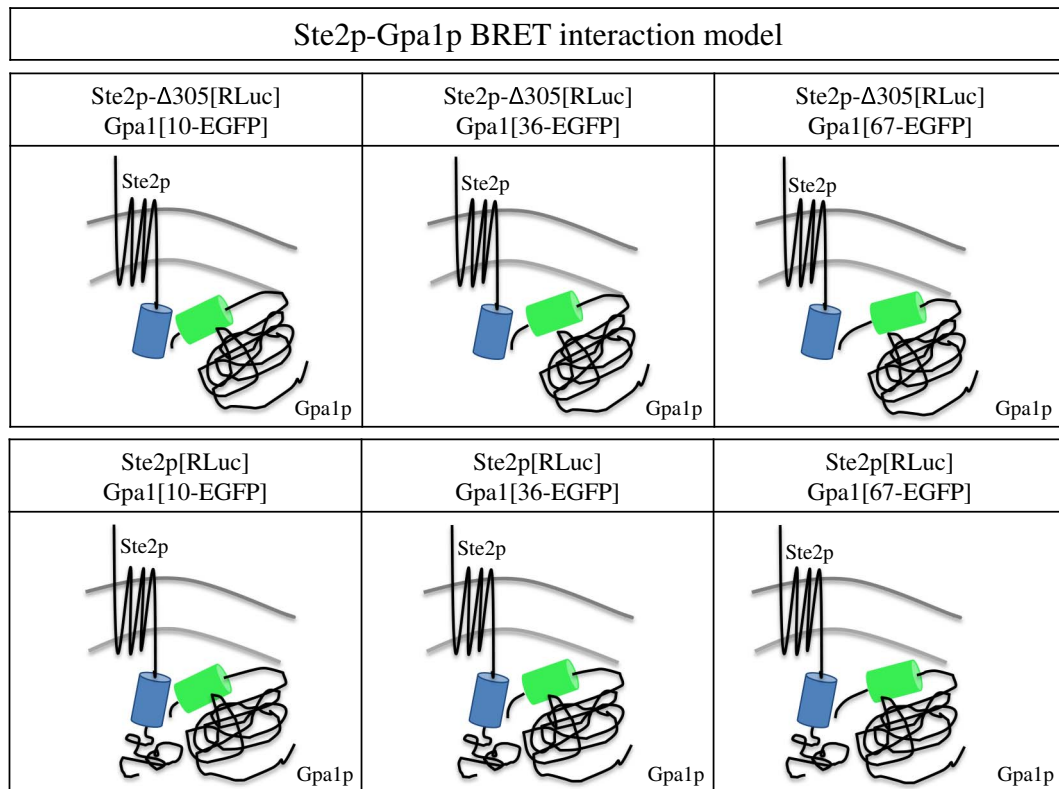 Ste2p-Gpa1p BRET interaction model
Ste2p-Δ305[RLuc]
Gpa1[10-EGFP]
Ste2p-Δ305[RLuc]
Gpa1[36-EGFP]
Ste2p-Δ305[RLuc]
Gpa1[67-EGFP]
Ste2p
Gpa1p
Ste2p
Gpa1p
Ste2p
Gpa1p
Ste2p[RLuc]
Gpa1[10-EGFP]
Ste2p[RLuc]
Gpa1[36-EGFP]
Ste2p[RLuc]
Gpa1[67-EGFP]
Ste2p
Gpa1p
Ste2p
Gpa1p
Ste2p
Gpa1p